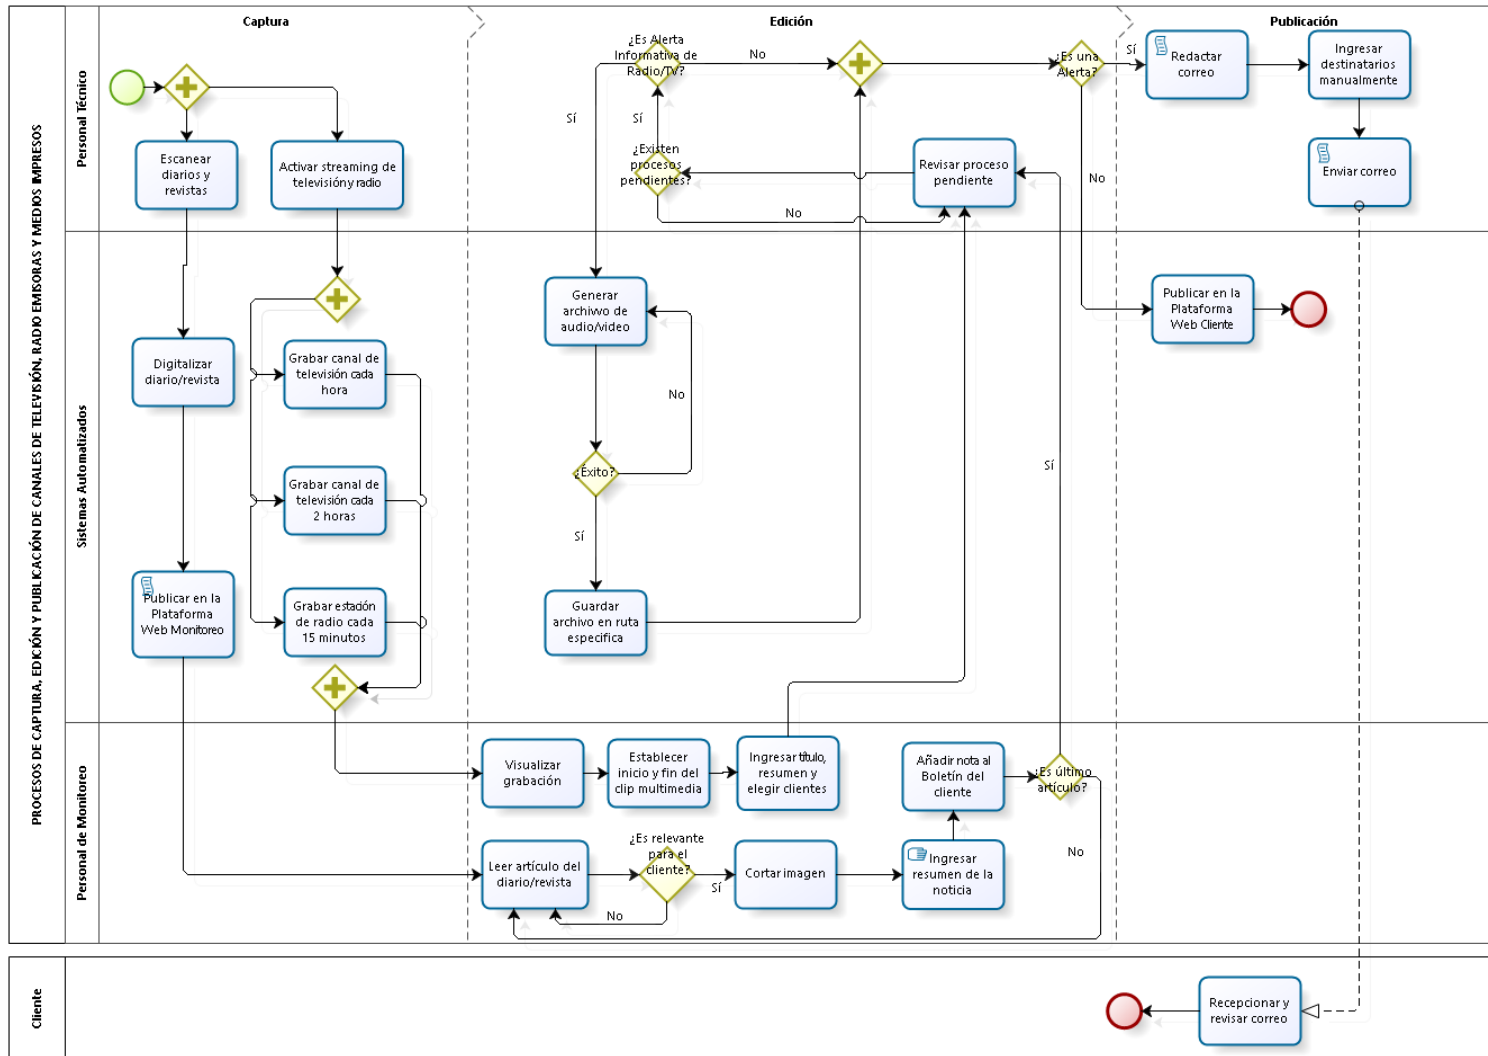 Captura
Edición
Publicación
PROCESOS DE CAPTURA, EDICIÓN Y PUBLICACIÓN DE CANALES DE TELEVISIÓN, RADIO EMISORAS Y MEDIOS IMPRESOS
Personal Técnico
¿Es Alerta
Informativa de
Radio/TV?
No
¿Es una
Alerta?
Sí
Redactar
correo
Ingresar
destinatarios
manualmente
Escanear
diarios y
revistas
Activar streaming de
televisión y radio
Sí
Sí
¿Existen
procesos
pendientes?
No
Revisar proceso
pendiente
No
Enviar correo
Sistemas Automatizados
Digitalizar
diario/revista
Grabar canal de
televisión cada
hora
Grabar canal de
televisión cada
2 horas
Publicar en la
Plataforma
Web Monitoreo
Grabar estación
de radio cada
15 minutos
Generar
archivwo de
audio/video
No
¿Éxito?
Sí
Guardar
archivo en ruta
especifica
Sí
Publicar en la
Plataforma
Web Cliente
Personal de Monitoreo
Visualizar
grabación
Establecer
inicio y fin del
clip multimedia
Ingresar título,
resumen y
elegir clientes
Añadir nota al
Boletín del
cliente
¿Es último
artículo?
No
Leer artículo del
diario/revista
¿Es relevante
para el
cliente?
Sí
No
Cortar imagen
Ingresar
resumen de la
noticia
Cliente
Recepcionar y
revisar correo